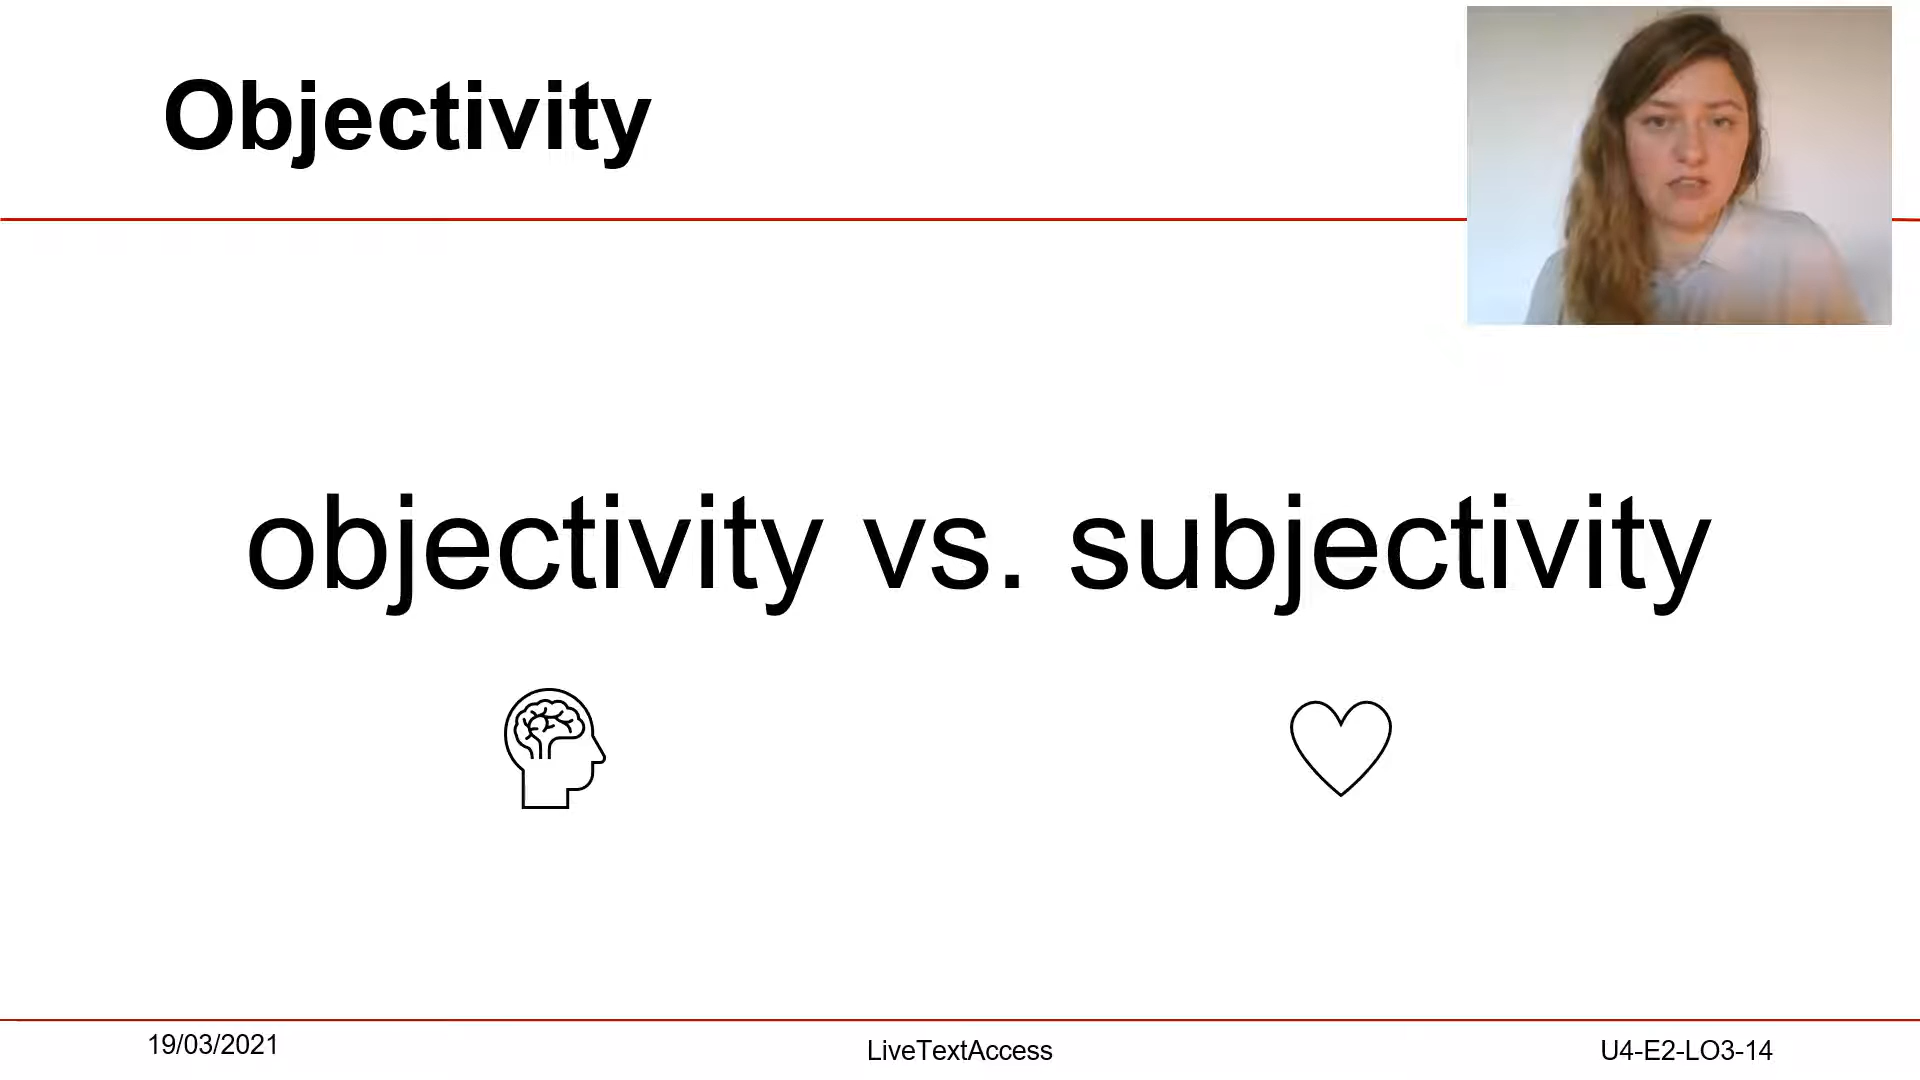 Objectivity
objectivity vs. subjectivity
19/03/2021
LiveTextAccess
U4-E2-LO3-14